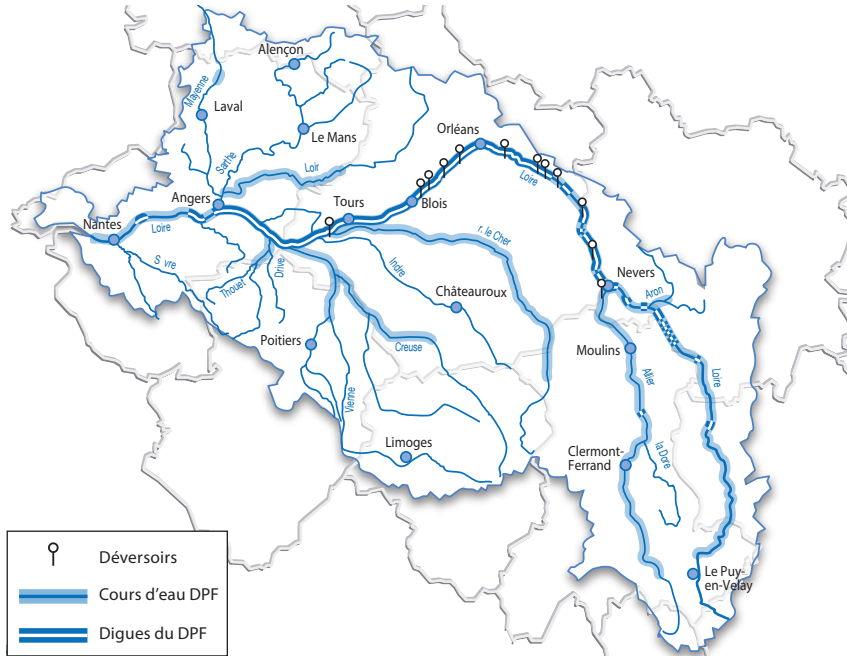 Alençon
Mayenne
Laval
Le Mans
Orléans
Sarthe
Loir
Loire
Angers
Tours
Blois
Nantes
Loire
r. le Cher
S vre
Thouet
Drive
Indre
Nevers
Aron
Châteauroux
Poitiers
Creuse
Moulins
Loire
Allier
Vienne
Limoges
Clermont-
Ferrand
la Dore
Le Puy-
en-Velay
Déversoirs
Cours d'eau DPF
Digues du DPF